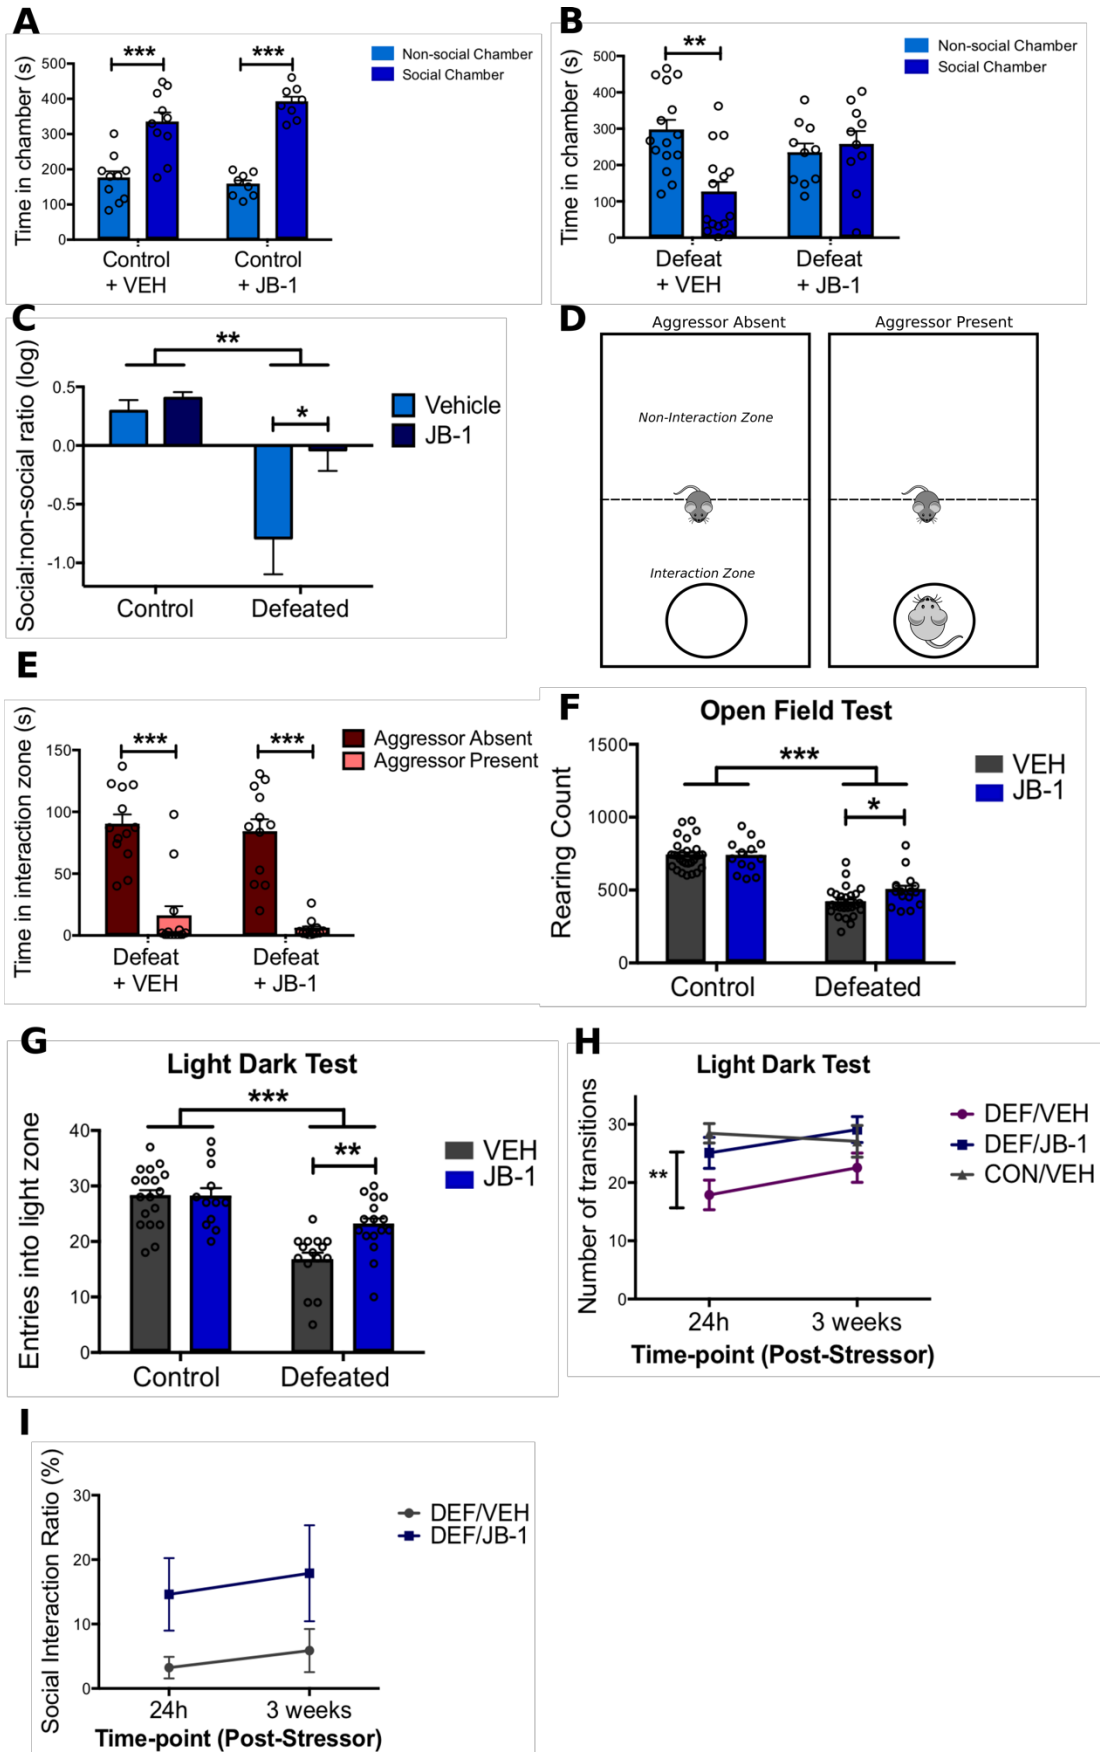 A
***
***
Non-social Chamber
Social Chamber
Time in chamber (s)
500
400
300
200
100
0
Control
+ VEH
Control
+ JB-1
B
**
Non-social Chamber
Social Chamber
Time in chamber (s)
500
400
300
200
100
0
Defeat
+ VEH
Defeat
+ JB-1
C
**
*
Vehicle
JB-1
Social:non-social ratio (log)
0.5
0.0
-0.5
-1.0
Control
Defeated
D
Aggressor Absent
Aggressor Present
Non-Interaction Zone
Interaction Zone
E
***
***
Aggressor Absent
Aggressor Present
Time in interaction zone (s)
150
100
50
0
Defeat
+ VEH
Defeat
+ JB-1
F
Open Field Test
***
*
VEH
JB-1
Rearing Count
1500
1000
500
0
Control
Defeated
G
Light Dark Test
***
**
VEH
JB-1
Entries into light zone
40
30
20
10
0
Control
Defeated
H
Light Dark Test
**
DEF/VEH
DEF/JB-1
CON/VEH
Number of transitions
30
20
10
0
24h
3 weeks
Time-point (Post-Stressor)
I
DEF/VEH
DEF/JB-1
Social Interaction Ratio (%)
30
20
10
0
24h
3 weeks
Time-point (Post-Stressor)